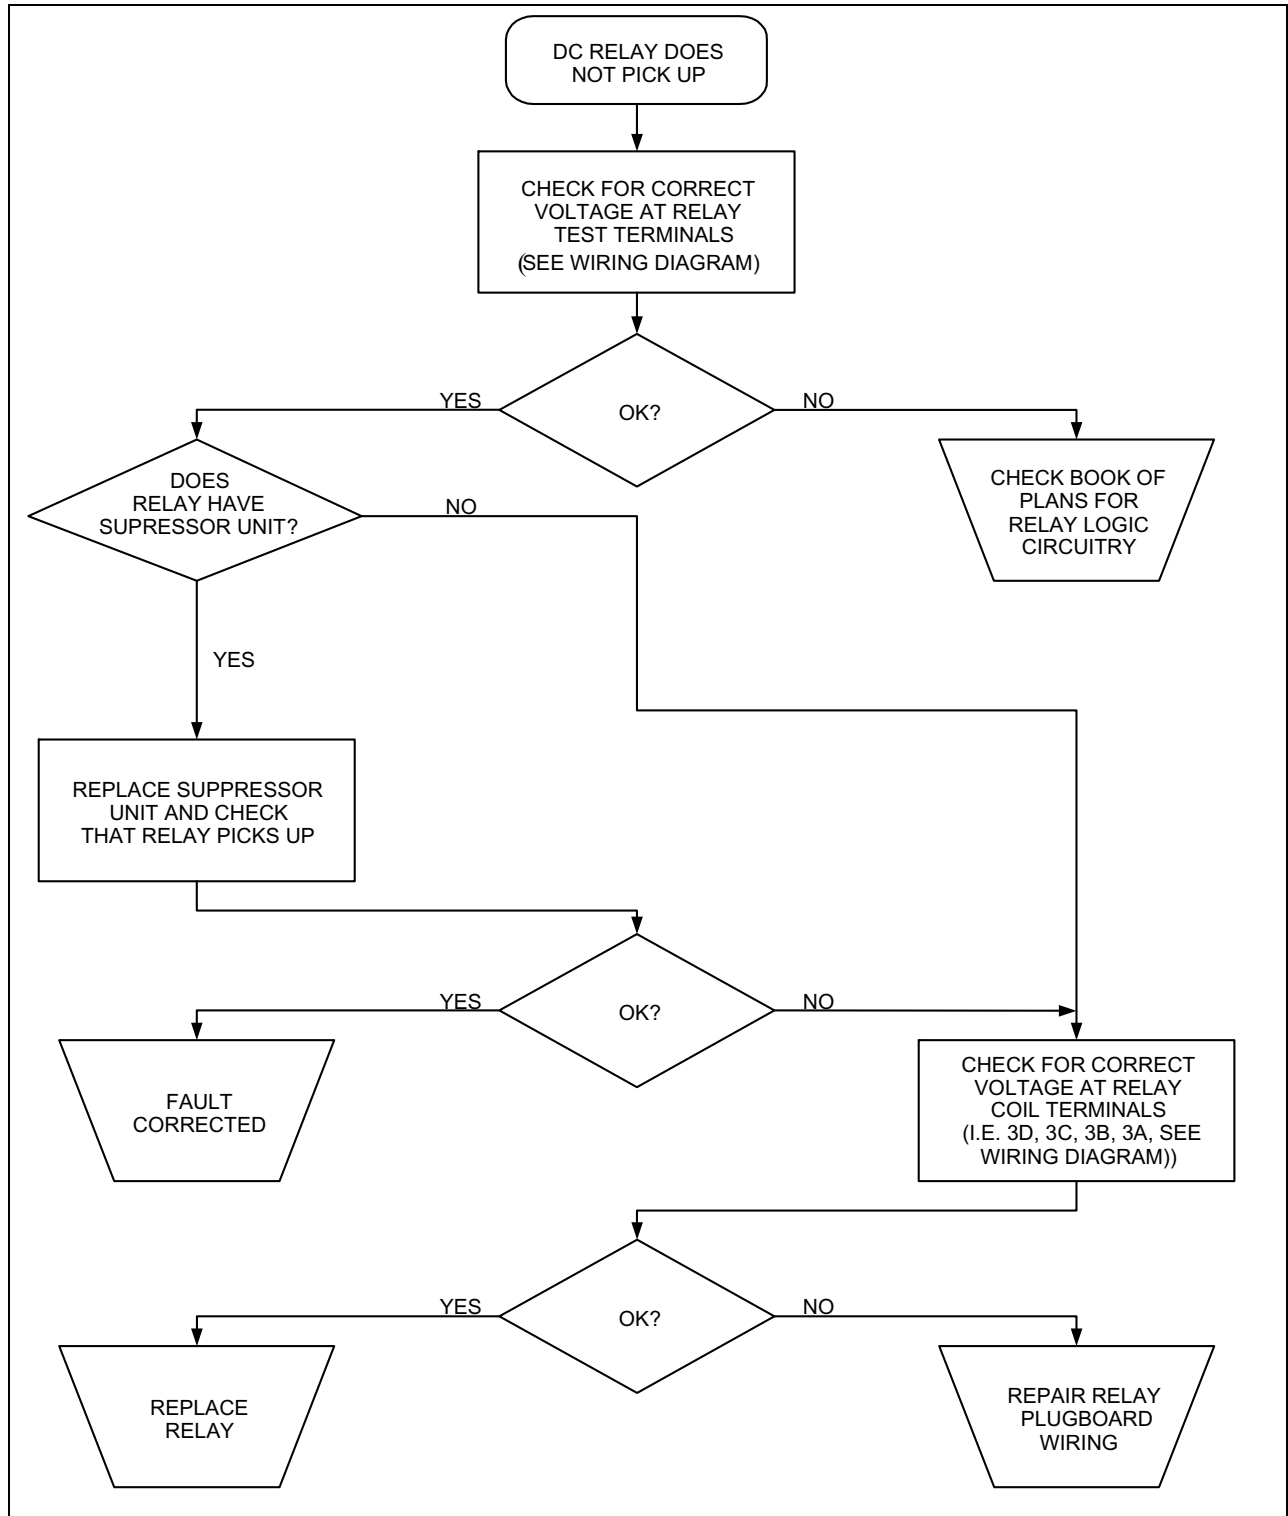 DC RELAY DOES
NOT PICK UP
CHECK FOR CORRECT
VOLTAGE AT RELAY
TEST TERMINALS
(SEE WIRING DIAGRAM)
YES
OK?
NO
DOES
RELAY HAVE
SUPRESSOR UNIT?
NO
CHECK BOOK OF
PLANS FOR
RELAY LOGIC
CIRCUITRY
YES
REPLACE SUPPRESSOR
UNIT AND CHECK
THAT RELAY PICKS UP
YES
OK?
NO
FAULT
CORRECTED
CHECK FOR CORRECT
VOLTAGE AT RELAY
COIL TERMINALS
(I.E. 3D, 3C, 3B, 3A, SEE
WIRING DIAGRAM))
YES
OK?
NO
REPLACE
RELAY
REPAIR RELAY
PLUGBOARD
WIRING